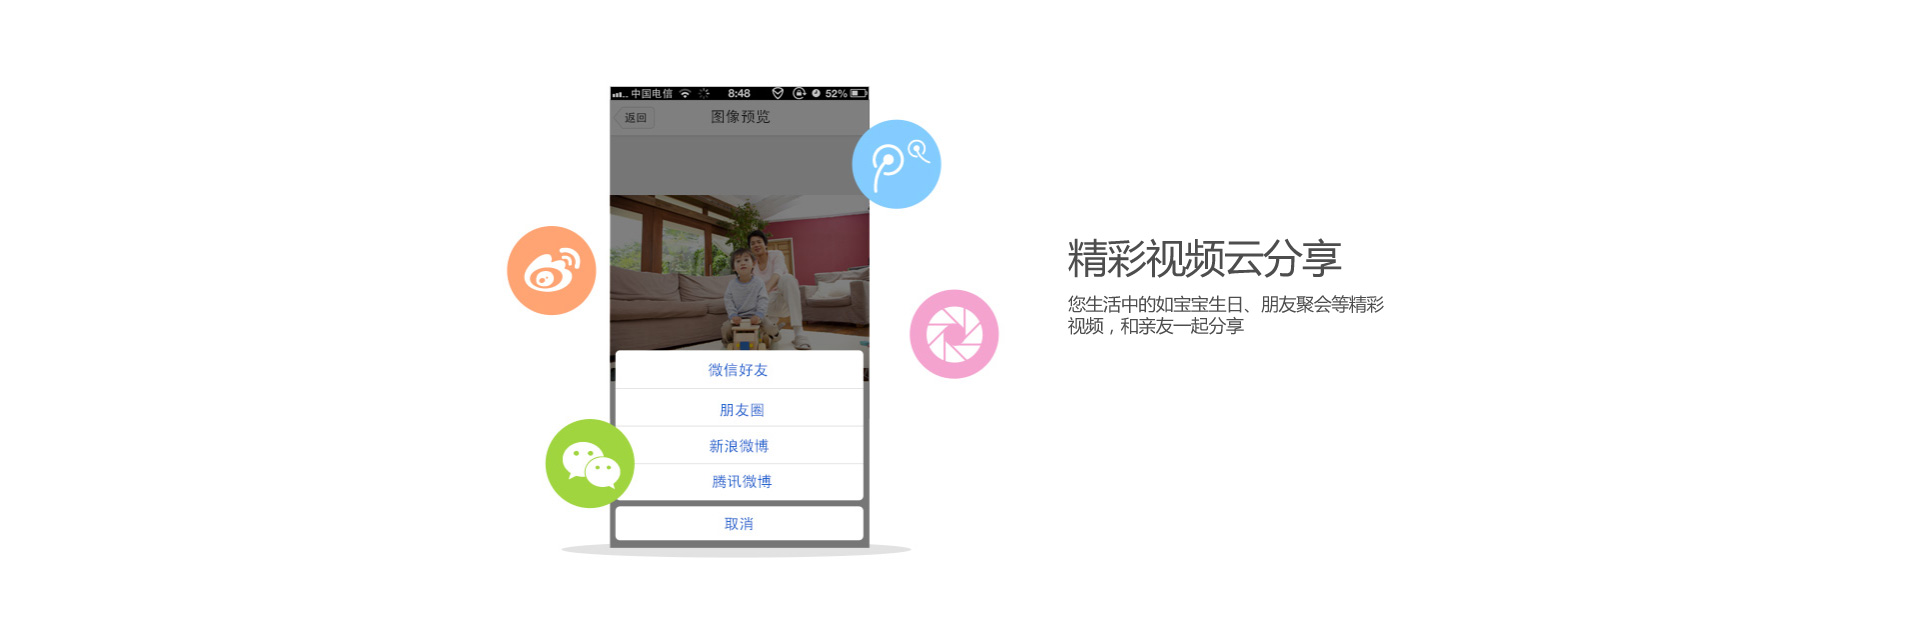 中国电信 8:48 52%
返回 图像预览
微信好友
朋友圈
新浪微博
腾讯微博
取消
精彩视频云分享
您生活中的如宝宝生日、朋友聚会等精彩
视频，和亲友一起分享